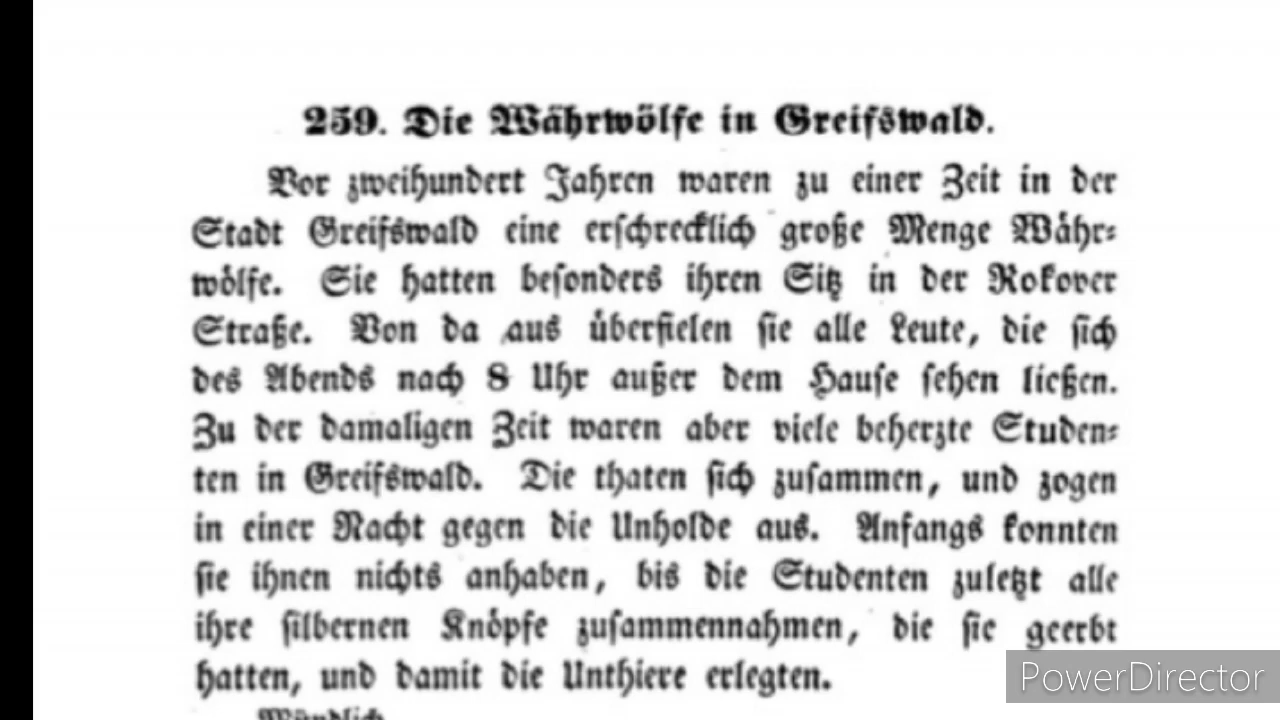 259. Die Währwölfe in Greifswald.
Vor zweihundert Jahren waren zu einer Zeit in der
Stadt Greifswald eine erschrecklich große Menge Währ-
wölfe. Sie hatten besonders ihren Sitz in der Rokover
Straße. Von da aus überfielen sie alle Leute, die sich
des Abends nach 8 Uhr außer dem Hause sehen ließen.
Zu der damaligen Zeit waren aber viele beherzte Studen-
ten in Greifswald. Die thaten sich zusammen, und zogen
in einer Nacht gegen die Unholde aus. Anfangs konnten
sie ihnen nichts anhaben, bis die Studenten zuletzt alle
ihre silbernen Knöpfe zusammennahmen, die sie geerbt
hatten, und damit die Unthiere erlegten.
Mündlich
PowerDirector